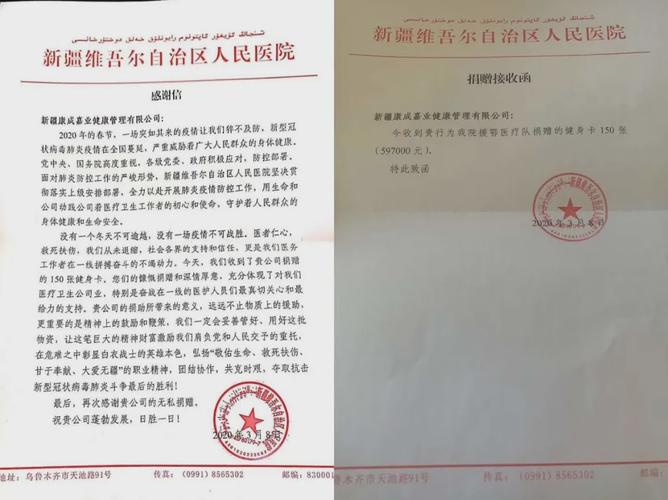 شىنجاڭ ئۇيغۇر ئاپتونوم رايونلۇق خەلق دوختۇرخانىسى
新疆维吾尔自治区人民医院
感谢信
新疆康成嘉业健康管理有限公司：
2020年的春节，一场突如其来的疫情让我们猝不及防，新型冠
状病毒肺炎疫情在全国蔓延，严重威胁着广大人民群众的身体健康。
党中央、国务院高度重视，各级党委、政府积极应对，防控部署。
面对肺炎防控工作的严峻形势，新疆维吾尔自治区人民医院坚决贯
彻落实上级安排部署，全力以赴开展肺炎疫情防控工作，用生命和
公司动践公司着医疗卫生工作者的初心和使命，守护着人民群众的
身体健康和生命安全。
没有一个冬天不可逾越，没有一场疫情不可战胜。医者仁心，
救死扶伤，我们从未退缩，社会各界的支持和信任，更是我们医务
工作者在一线拼搏奋斗的不竭动力。今天，我们收到了贵公司捐赠
的150张健身卡。您们的慷慨捐赠和深情厚意，充分体现了对我们
医疗卫生公司业，特别是奋战在一线的医护人员们最真切关心和最
给力的支持。贵公司的捐助所带来的意义，远远不止物质上的援助，
更重要的是精神上的鼓励和鞭策，我们一定会妥善管好、用好这批物
资，让这笔巨大的精神财富激励我们肩负党和人民交予的重托，
在危难之中彰显白衣战士的英雄本色，弘扬“敬佑生命、救死扶伤、
甘于奉献、大爱无疆”的职业精神，团结协作，共克时艰，夺取抗击
新型冠状病毒肺炎斗争最后的胜利！
最后，再次感谢贵公司的无私捐赠。
祝贵公司蓬勃发展，日胜一日！
2020年3月8日
地址：乌鲁木齐市天池路91号 传真：(0991) 8565302 邮编：83000
شىنجاڭ ئۇيغۇر ئاپتونوم رايونلۇق خەلق دوختۇرخانىسى
新疆维吾尔自治区人民医院
捐赠接收函
新疆康成嘉业健康管理有限公司：
今收到贵行为我院援鄂医疗队捐赠的健身卡150张
（597000元）。
特此致函
2020年3月8日
鲁木齐市天池路91号 传真：(0991) 8565302 邮编